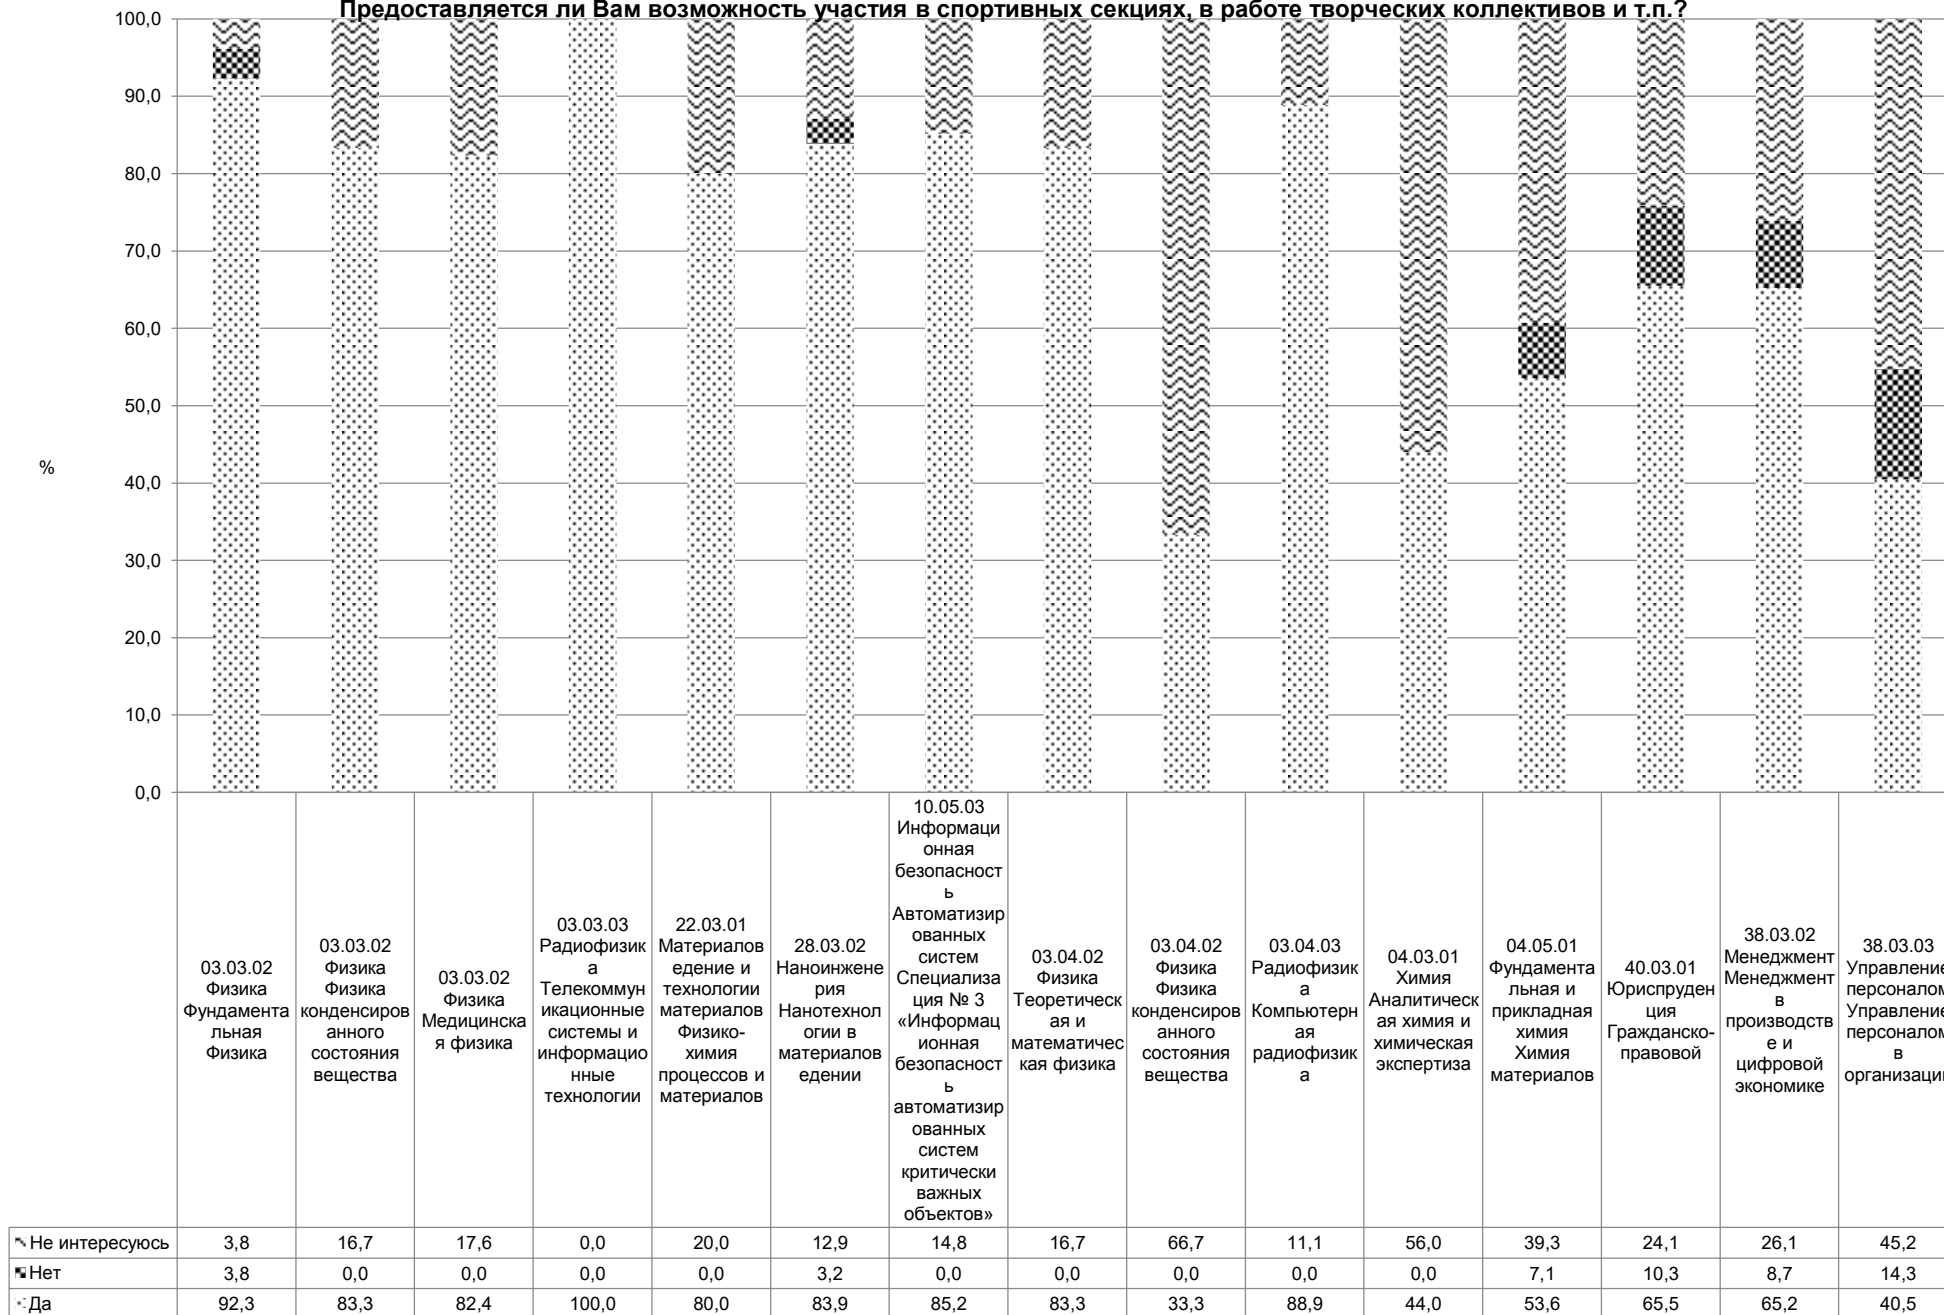 Предоставляется ли Вам возможность участия в спортивных секциях, в работе творческих коллективов и т.п.?
100,0
90,0
80,0
70,0
60,0
50,0
%
40,0
30,0
20,0
10,0
0,0
03.03.02
Физика
Фундамента
льная
Физика
03.03.02
Физика
Физика
конденсиров
анного
состояния
вещества
03.03.02
Физика
Медицинска
я физика
03.03.03
Радиофизик
а
Телекоммун
икационные
системы и
информацио
нные
технологии
22.03.01
Материалов
едение и
технологии
материалов
Физико-
химия
процессов и
материалов
28.03.02
Наноинжене
рия
Нанотехнол
огии в
материалов
едении
10.05.03
Информаци
онная
безопасност
ь
Автоматизир
ованных
систем
Специализа
ция № 3
«Информац
ионная
безопасност
ь
автоматизир
ованных
систем
критически
важных
объектов»
03.04.02
Физика
Теоретическ
ая и
математичес
кая физика
03.04.02
Физика
Физика
конденсиров
анного
состояния
вещества
03.04.03
Радиофизик
а
Компьютерн
ая
радиофизик
а
04.03.01
Химия
Аналитическ
ая химия и
химическая
экспертиза
04.05.01
Фундамента
льная и
прикладная
химия
Химия
материалов
40.03.01
Юриспруден
ция
Гражданско-
правовой
38.03.02
Менеджмент
Менеджмент
в
производств
е и
цифровой
экономике
38.03.03
Управление
персоналом
Управление
персоналом
в
организаци
Не интересуюсь 3,8 16,7 17,6 0,0 20,0 12,9 14,8 16,7 66,7 11,1 56,0 39,3 24,1 26,1 45,2
Нет 3,8 0,0 0,0 0,0 0,0 3,2 0,0 0,0 0,0 0,0 0,0 7,1 10,3 8,7 14,3
Да 92,3 83,3 82,4 100,0 80,0 83,9 85,2 83,3 33,3 88,9 44,0 53,6 65,5 65,2 40,5